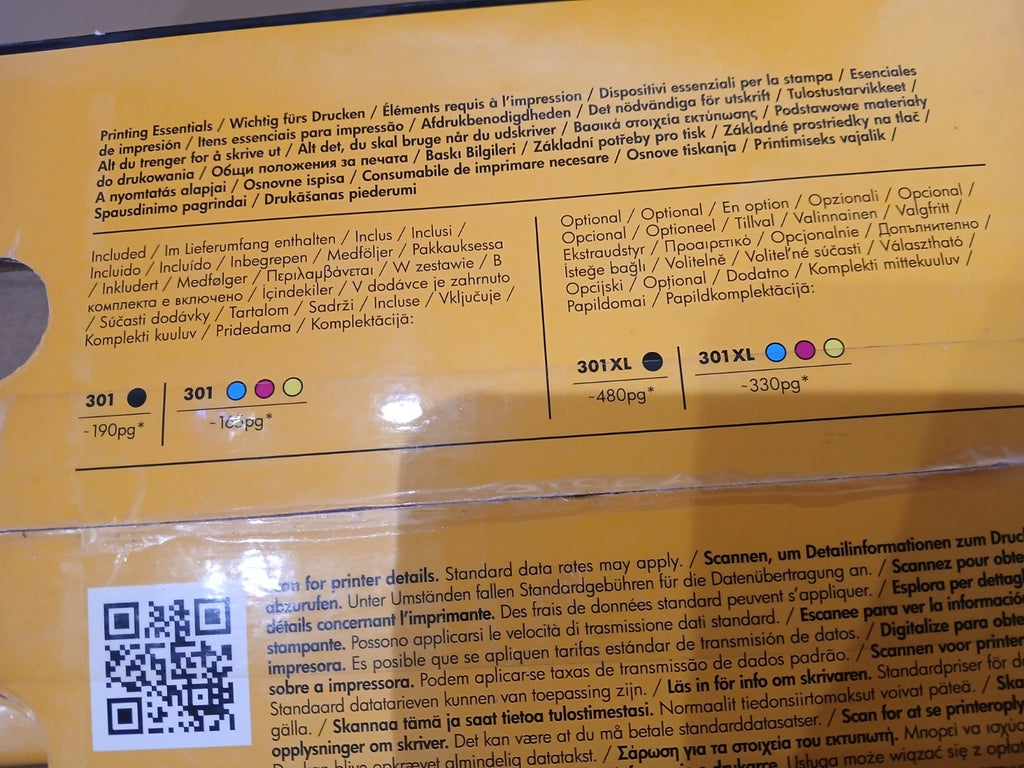 Printing Essentials / Wichtig fürs Drucken / Éléments requis à l'impression / Dispositivi essenziali per la stampa / Esenciales
de impresión / Itens essenciais para impressão / Afdrukbenodigdheden / Det nödvändiga för utskrift / Tulostustarvikkeet /
Alt du trenger for å skrive ut / Alt det, du skal bruge når du udskriver / Βασικά στοιχεία εκτύπωσης / Podstawowe materiały
do drukowania / Общи положения за печата / Baskı Bilgileri / Základní potřeby pro tisk / Základné prostriedky na tlač /
A nyomtatás alapjai / Osnovne ispisa / Consumabile de imprimare necesare / Osnove tiskanja / Printimiseks vajalik /
Spausdinimo pagrindai / Drukāšanas piederumi
Included / Im Lieferumfang enthalten / Inclus / Inclusi /
Incluido / Incluído / Inbegrepen / Medföljer / Pakkauksessa
/ Inkludert / Medfølger / Περιλαμβάνεται / W zestawie / В
комплекта е включено / İçindekiler / V dodávce je zahrnuto
/ Súčasti dodávky / Tartalom / Sadrži / Incluse / Vključuje /
Komplekti kuuluv / Pridedama / Komplektācijā:
301
~190pg*
301
~165pg*
Optional / Optional / En option / Opzionali / Opcional /
Opcional / Optioneel / Tillval / Valinnainen / Valgfritt /
Ekstraudstyr / Προαιρετικό / Opcjonalnie / Допълнително /
İsteğe bağlı / Volitelně / Voliteľné súčasti / Választható /
Opcijski / Opțional / Dodatno / Komplekti mittekuuluv /
Papildomai / Papildkomplektācijā:
301XL
~480pg*
301XL
~330pg*
for printer details. Standard data rates may apply. / Scannen, um Detailinformationen zum
abzurufen. Unter Umständen fallen Standardgebühren für die Datenübertragung an. / Scannez pour
détails concernant l'imprimante. Des frais de données standard peuvent s'appliquer. / Esplora per
stampante. Possono applicarsi le velocità di trasmissione dati standard. / Escanee para ver la
impresora. Es posible que se apliquen tarifas estándar de transmisión de datos. / Digitalize para
sobre a impressora. Podem aplicar-se taxas de transmissão de dados padrão. / Scannen voor
Standaard datatarieven kunnen van toepassing zijn. / Läs in för info om skrivaren. Standardpriser för
gälla. / Skannaa tämä ja saat tietoa tulostimestasi. Normaalit tiedonsiirtomaksut voivat päteä. /
opplysninger om skriver. Det kan være at du må betale standarddatasatser. / Scan for at se
blive opkrævet almindelig datatakst. / Σάρωση για τα στοιχεία του εκτυπωτή. Μπορεί να
drukarce. Usługa może wiązać się z